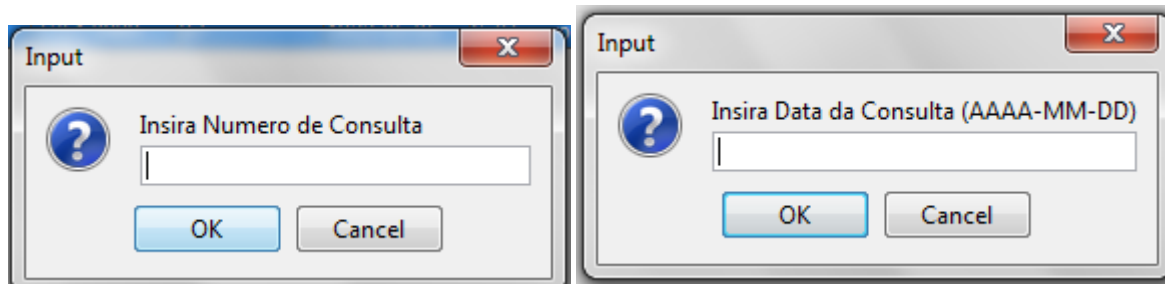 Input
Insira Numero de Consulta
OK Cancel
Input
Insira Data da Consulta (AAAA-MM-DD)
OK Cancel